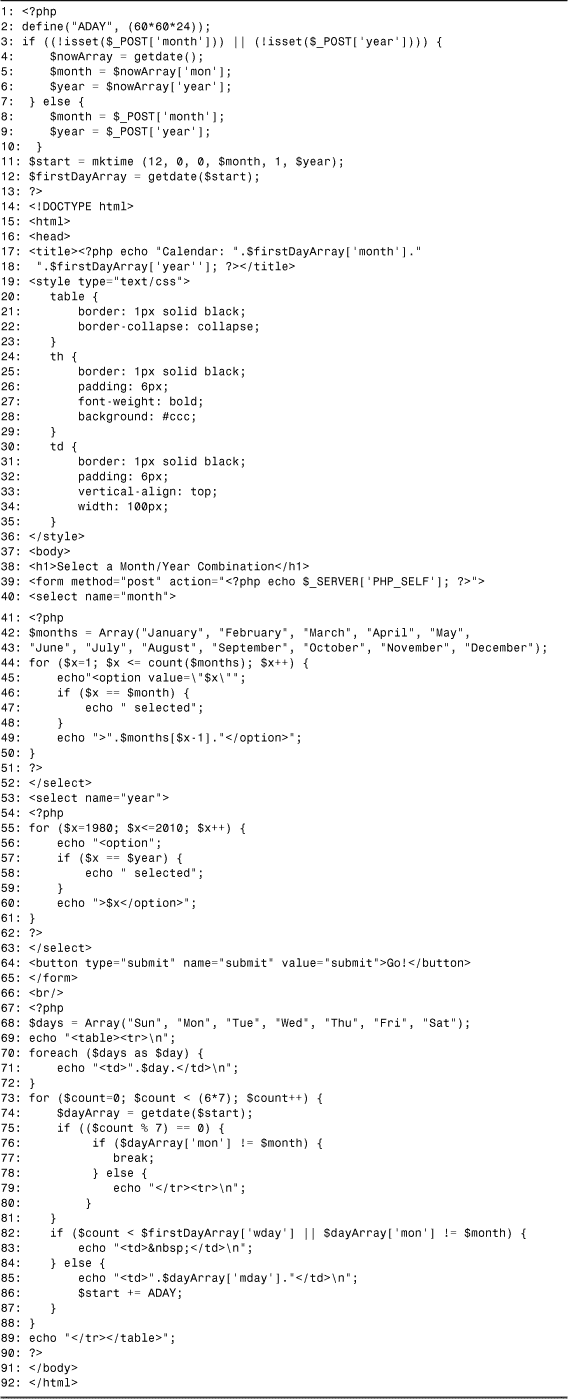 1: <?php
2: define("ADAY", (60*60*24));
3: if ((!isset($_POST['month'])) || (!isset($_POST['year']))) {
4:     $nowArray = getdate();
5:     $month = $nowArray['mon'];
6:     $year = $nowArray['year'];
7:  } else {
8:     $month = $_POST['month'];
9:     $year = $_POST['year'];
10:  }
11: $start = mktime (12, 0, 0, $month, 1, $year);
12: $firstDayArray = getdate($start);
13: ?>
14: <!DOCTYPE html>
15: <html>
16: <head>
17: <title><?php echo "Calendar: ".$firstDayArray['month']."
18:  ".$firstDayArray['year'']; ?></title>
19: <style type="text/css">
20:    table {
21:        border: 1px solid black;
22:        border-collapse: collapse;
23:    }
24:    th {
25:        border: 1px solid black;
26:        padding: 6px;
27:        font-weight: bold;
28:        background: #ccc;
29:    }
30:    td {
31:        border: 1px solid black;
32:        padding: 6px;
33:        vertical-align: top;
34:        width: 100px;
35:    }
36: </style>
37: <body>
38: <h1>Select a Month/Year Combination</h1>
39: <form method="post" action="<?php echo $_SERVER['PHP_SELF']; ?>">
40: <select name="month">
41: <?php
42: $months = Array("January", "February", "March", "April", "May",
43: "June", "July", "August", "September", "October", "November", "December");
44: for ($x=1; $x <= count($months); $x++) {
45:     echo"<option value=\"$x\"";
46:     if ($x == $month) {
47:         echo " selected";
48:     }
49:     echo ">".$months[$x-1]."</option>";
50: }
51: ?>
52: </select>
53: <select name="year">
54: <?php
55: for ($x=1980; $x<=2010; $x++) {
56:     echo "<option";
57:     if ($x == $year) {
58:         echo " selected";
59:     }
60:     echo ">$x</option>";
61: }
62: ?>
63: </select>
64: <button type="submit" name="submit" value="submit">Go!</button>
65: </form>
66: <br/>
67: <?php
68: $days = Array("Sun", "Mon", "Tue", "Wed", "Thu", "Fri", "Sat");
69: echo "<table><tr>\n";
70: foreach ($days as $day) {
71:     echo "<td>".$day.</td>\n";
72: }
73: for ($count=0; $count < (6*7); $count++) {
74:     $dayArray = getdate($start);
75:     if (($count % 7) == 0) {
76:          if ($dayArray['mon'] != $month) {
77:             break;
78:          } else {
79:             echo "</tr><tr>\n";
80:         }
81:    }
82:    if ($count < $firstDayArray['wday'] || $dayArray['mon'] != $month) {
83:        echo "<td>&nbsp;</td>\n";
84:    } else {
85:        echo "<td>".$dayArray['mday']."</td>\n";
86:        $start += ADAY;
87:    }
88: }
89: echo "</tr></table>";
90: ?>
91: </body>
92: </html>